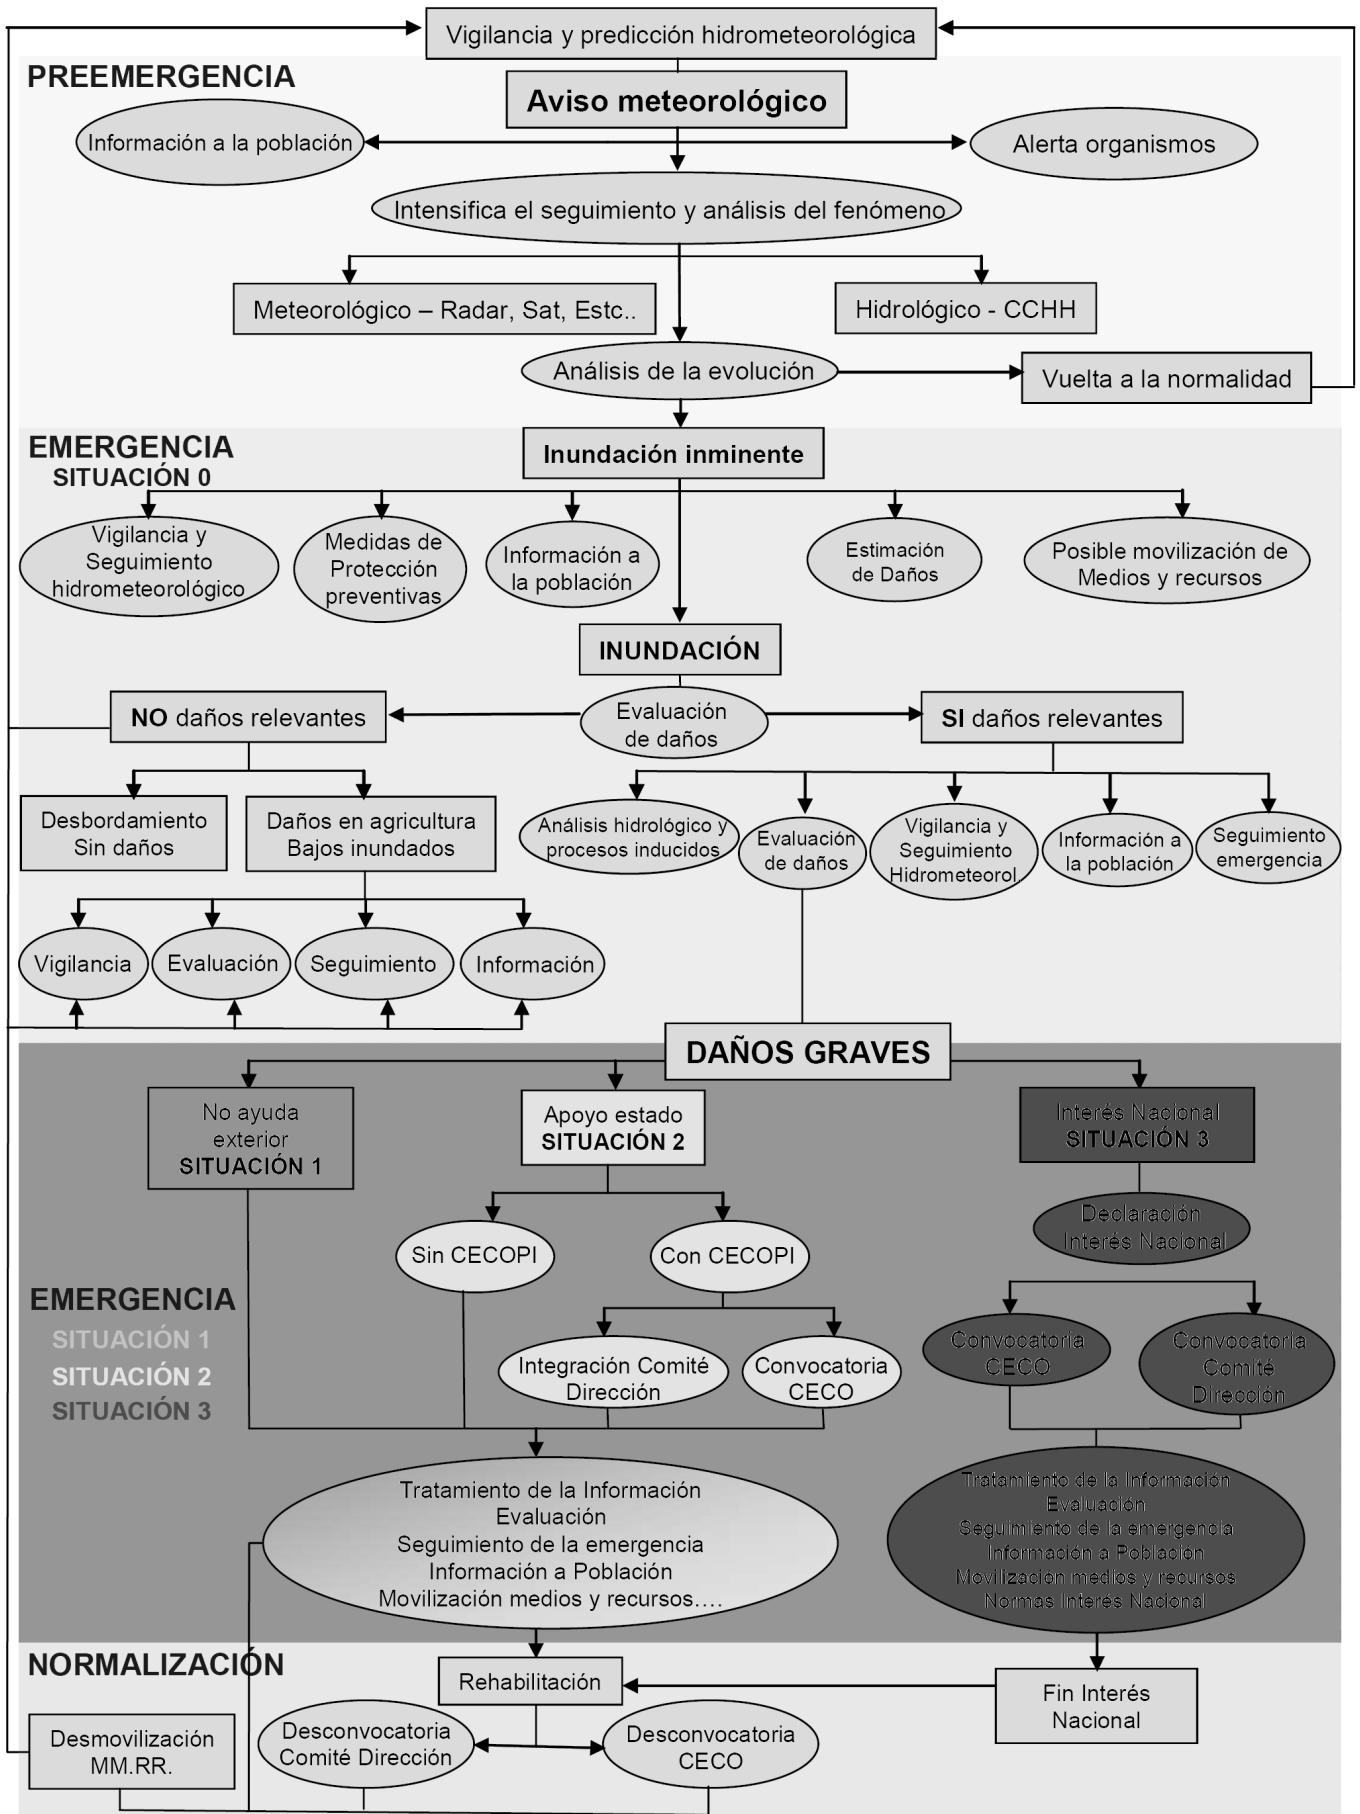 Vigilancia y predicción hidrometeorológica
PREEMERGENCIA
Aviso meteorológico
Información a la población
Alerta organismos
Intensifica el seguimiento y análisis del fenómeno
Meteorológico – Radar, Sat, Estc..
Hidrológico - CCHH
Análisis de la evolución
Vuelta a la normalidad
EMERGENCIA
SITUACIÓN 0
Inundación inminente
Vigilancia y
Seguimiento
hidrometeorológico
Medidas de
Protección
preventivas
Información a
la población
Estimación
de Daños
Posible movilización de
Medios y recursos
INUNDACIÓN
NO daños relevantes
Evaluación
de daños
SI daños relevantes
Desbordamiento
Sin daños
Daños en agricultura
Bajos inundados
Análisis hidrológico y
procesos inducidos
Evaluación
de daños
Vigilancia y
Seguimiento
Hidrometeorol.
Información a
la población
Seguimiento
emergencia
Vigilancia
Evaluación
Seguimiento
Información
DAÑOS GRAVES
No ayuda
exterior
SITUACIÓN 1
Apoyo estado
SITUACIÓN 2
Interés Nacional
SITUACIÓN 3
Declaración
Interés Nacional
Sin CECOPI
Con CECOPI
EMERGENCIA
SITUACIÓN 1
SITUACIÓN 2
SITUACIÓN 3
Integración Comité
Dirección
Convocatoria
CECO
Convocatoria
CECO
Convocatoria
Comité
Dirección
Tratamiento de la Información
Evaluación
Seguimiento de la emergencia
Información a Población
Movilización medios y recursos….
Tratamiento de la Información
Evaluación
Seguimiento de la emergencia
Información a Población
Movilización medios y recursos
Normas Interés Nacional
NORMALIZACIÓN
Rehabilitación
Fin Interés
Nacional
Desmovilización
MM.RR.
Desconvocatoria
Comité Dirección
Desconvocatoria
CECO